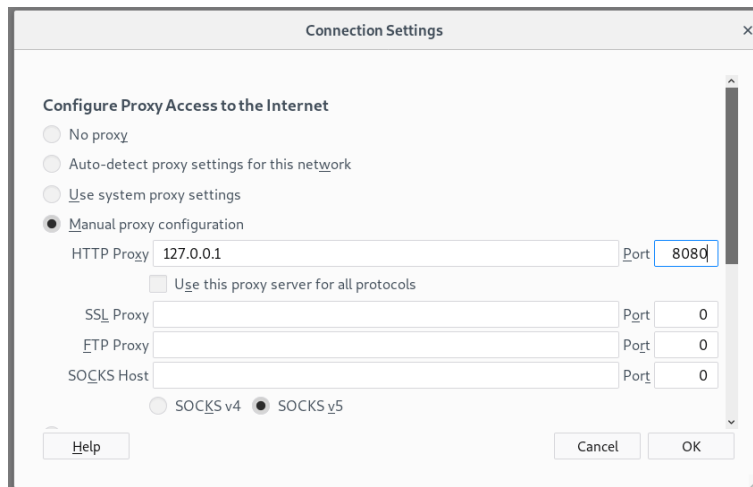 Connection Settings
Configure Proxy Access to the Internet
No proxy
Auto-detect proxy settings for this network
Use system proxy settings
Manual proxy configuration
HTTP Proxy 127.0.0.1 Port 8080
Use this proxy server for all protocols
SSL Proxy Port 0
FTP Proxy Port 0
SOCKS Host Port 0
SOCKS v4 SOCKS v5
Help Cancel OK